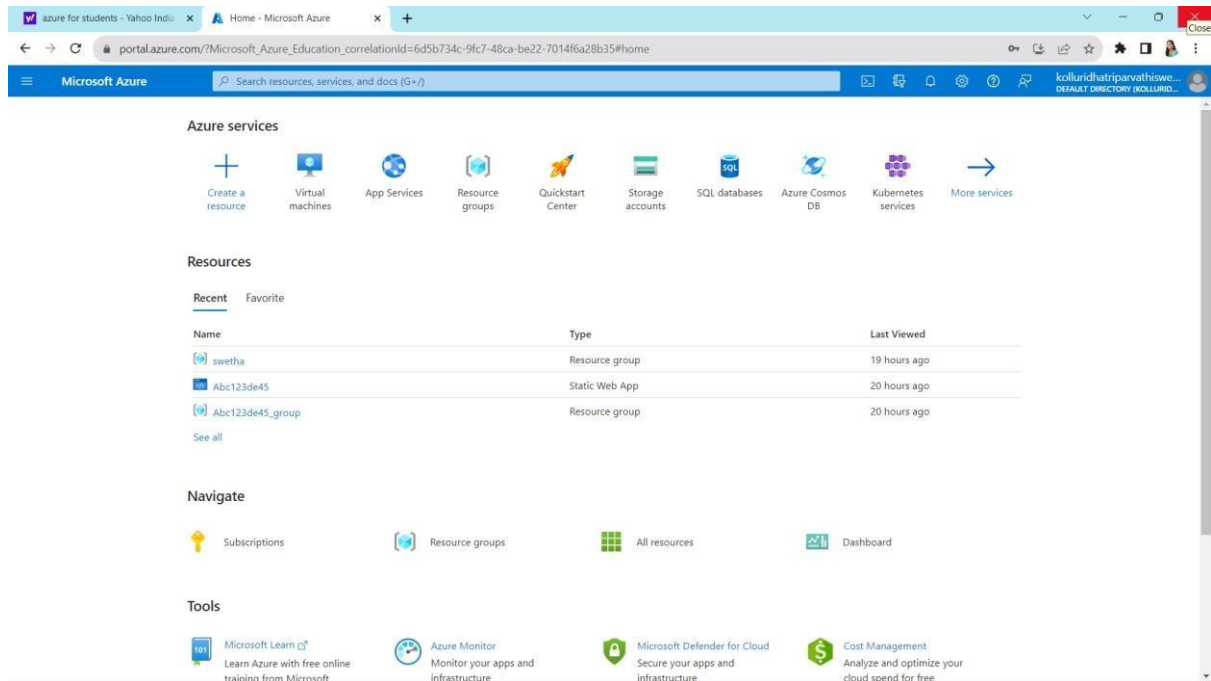 azure for students - Yahoo India
Home - Microsoft Azure
Close
portal.azure.com/?Microsoft_Azure_Education_correlationId=6d5b734c-9fc7-48ca-be22-7014f6a28b35#home
Microsoft Azure
Search resources, services, and docs (G+/)
kolluridhatriparvathiswe...
DEFAULT DIRECTORY (KOLLURID...
Azure services
Create a
resource
Virtual
machines
App Services
Resource
groups
Quickstart
Center
Storage
accounts
SQL
SQL databases
Azure Cosmos
DB
Kubernetes
services
More services
Resources
Recent Favorite
Name Type Last Viewed
swetha Resource group 19 hours ago
Abc123de45 Static Web App 20 hours ago
Abc123de45_group Resource group 20 hours ago
See all
Navigate
Subscriptions
Resource groups
All resources
Dashboard
Tools
101
Microsoft Learn
Learn Azure with free online
training from Microsoft
Azure Monitor
Monitor your apps and
infrastructure
Microsoft Defender for Cloud
Secure your apps and
infrastructure
Cost Management
Analyze and optimize your
cloud spend for free